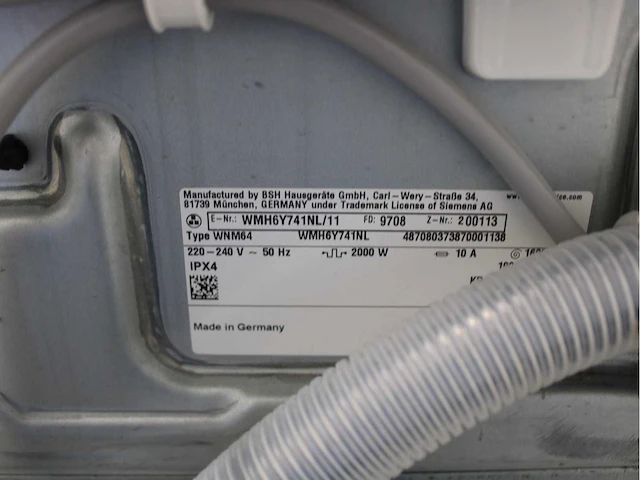 Manufactured by BSH Hausgeräte GmbH, Carl-Wery-Straße 34,
81739 München, GERMANY under Trademark License of Siemens AG
E-Nr.: WMH6Y741NL/11 FD: 9708 Z-Nr.: 200113
Type WNM64 WMH6Y741NL 487080373870001138
220-240 V ~ 50 Hz 2000 W 10 A
IPX4
Made in Germany